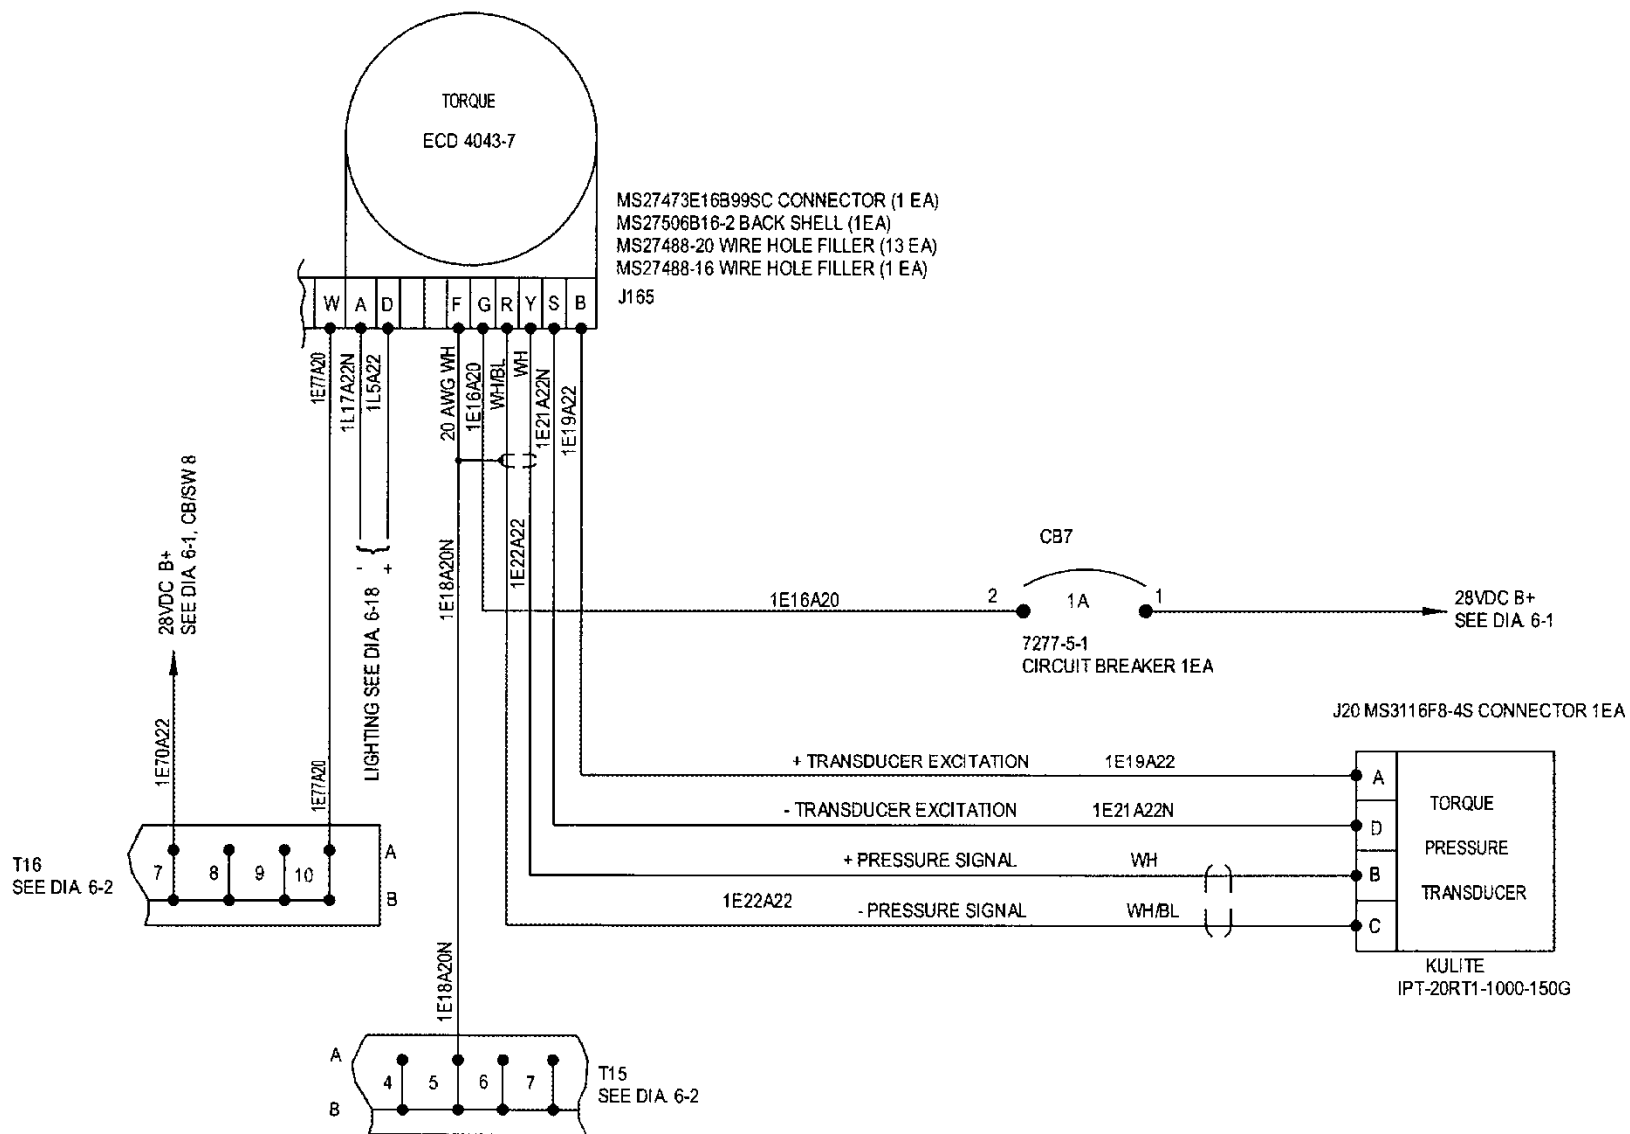 TORQUE
ECD 4043-7
MS27473E16B99SC CONNECTOR (1 EA)
MS27506B16-2 BACK SHELL (1EA)
MS27488-20 WIRE HOLE FILLER (13 EA)
MS27488-16 WIRE HOLE FILLER (1 EA)
J165
W A D F G R Y S B
1E77A20
1L17A22N
1L5A22
20 AWG WH
1E16A20
WH/BL
WH
1E21A22N
1E19A22
28VDC B+
SEE DIA. 6-1, CB/SW 8
- +
LIGHTING SEE DIA. 6-18
1E18A20N
1E22A22
CB7
1E16A20
2 1A 1
7277-5-1
CIRCUIT BREAKER 1EA
28VDC B+
SEE DIA. 6-1
1E70A22
1E77A20
J20 MS3116F8-4S CONNECTOR 1EA
+ TRANSDUCER EXCITATION 1E19A22
A
- TRANSDUCER EXCITATION 1E21A22N
D
+ PRESSURE SIGNAL WH
B
1E22A22
- PRESSURE SIGNAL WH/BL
C
TORQUE
PRESSURE
TRANSDUCER
KULITE
IPT-20RT1-1000-150G
T16
SEE DIA. 6-2
7 8 9 10
A
B
1E18A20N
A
B
4 5 6 7
T15
SEE DIA. 6-2